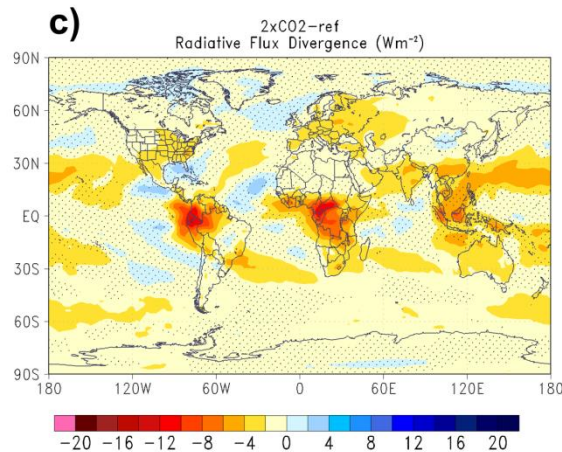 c)
2xCO2-ref
Radiative Flux Divergence (Wm⁻²)
90N
60N
30N
EQ
30S
60S
90S
180 120W 60W 0 60E 120E 180
-20 -16 -12 -8 -4 0 4 8 12 16 20